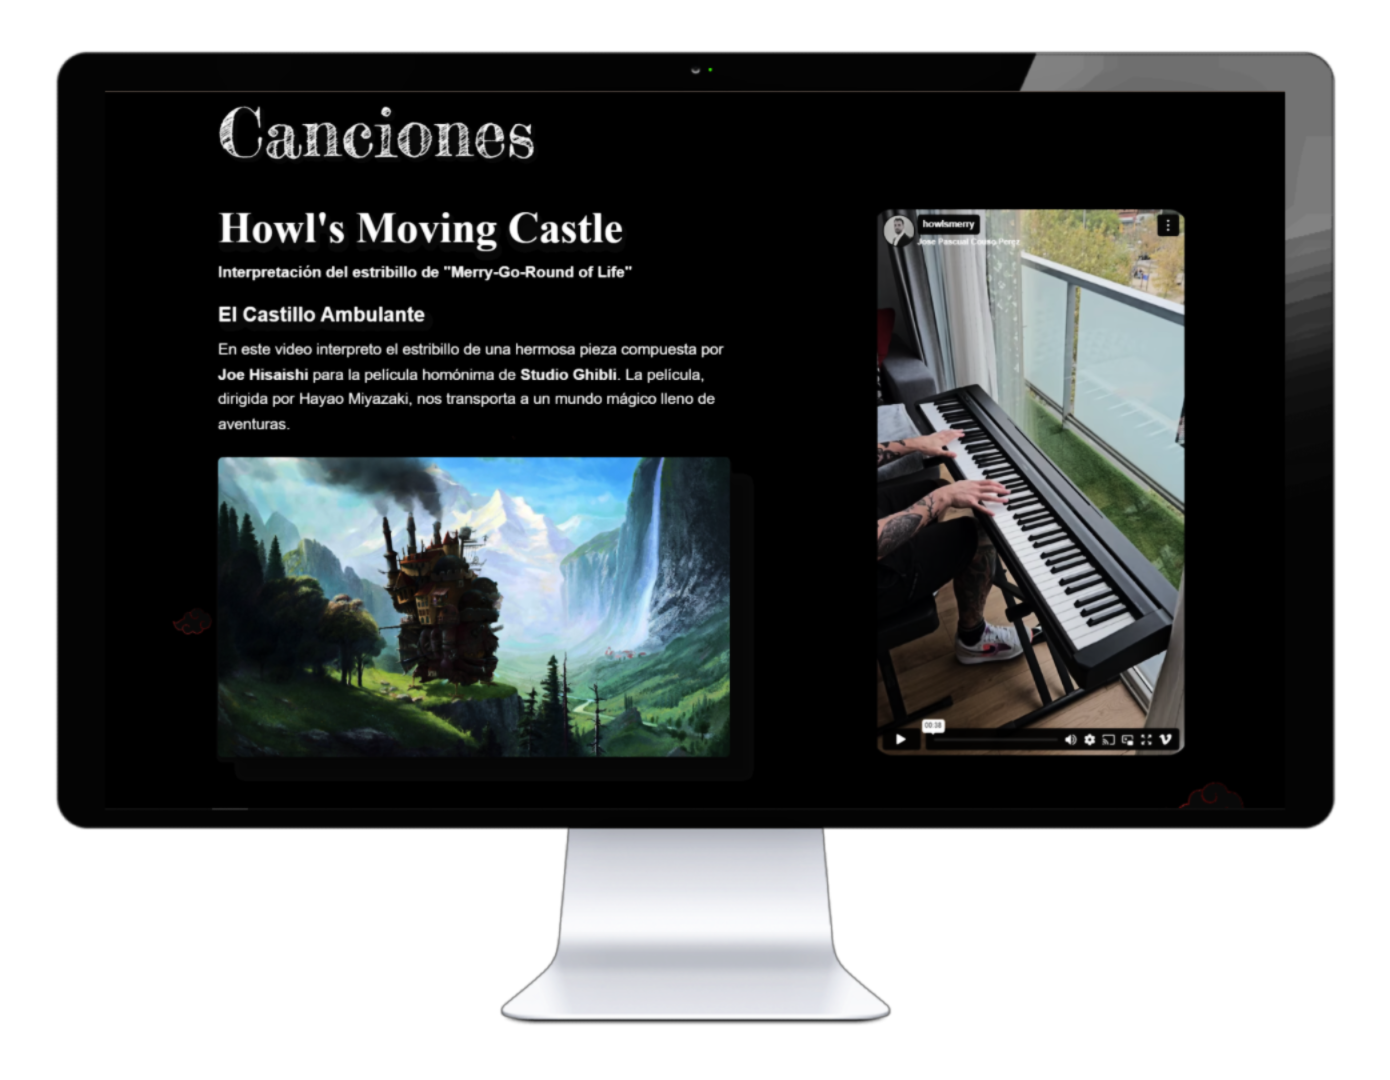 Canciones
Howl's Moving Castle
Interpretación del estribillo de "Merry-Go-Round of Life"
El Castillo Ambulante
En este video interpreto el estribillo de una hermosa pieza compuesta por
Joe Hisaishi para la película homónima de Studio Ghibli. La película,
dirigida por Hayao Miyazaki, nos transporta a un mundo mágico lleno de
aventuras.
howlsmerry
Jose Pascual Perez
00:38